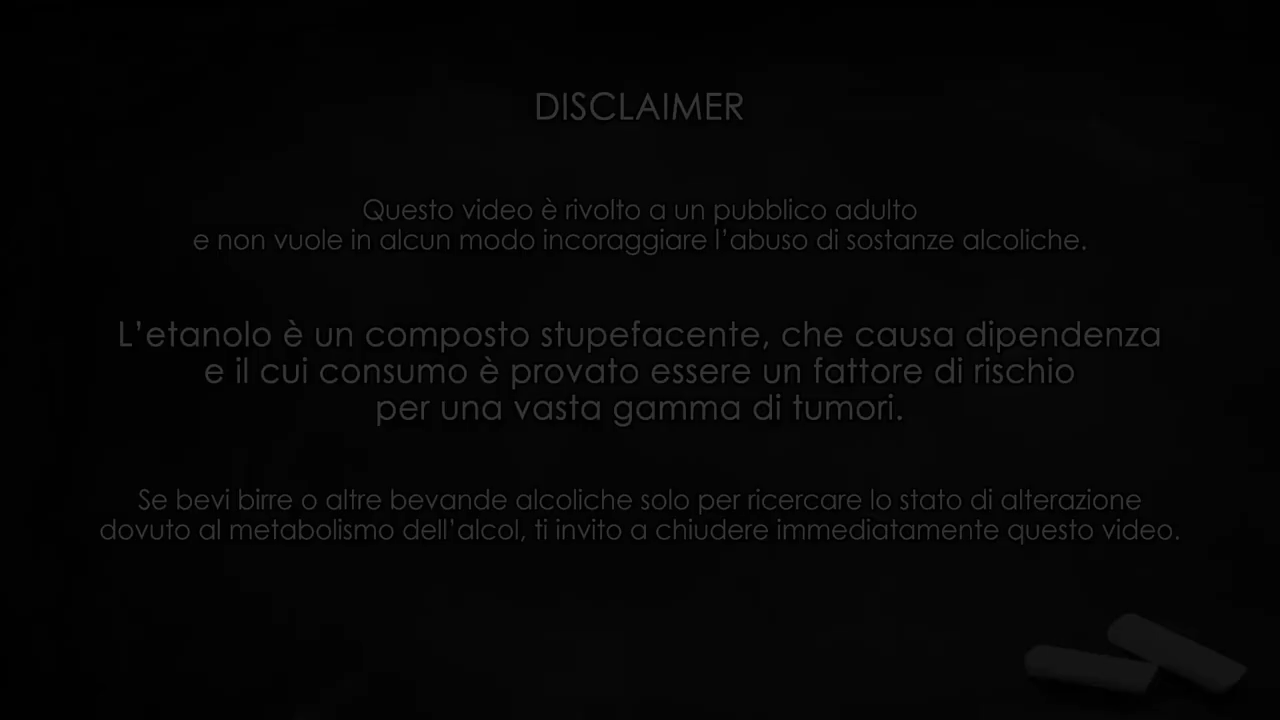 DISCLAIMER
Questo video è rivolto a un pubblico adulto
e non vuole in alcun modo incoraggiare l’abuso di sostanze alcoliche.
L’etanolo è un composto stupefacente, che causa dipendenza
e il cui consumo è provato essere un fattore di rischio
per una vasta gamma di tumori.
Se bevi birre o altre bevande alcoliche solo per ricercare lo stato di alterazione
dovuto al metabolismo dell’alcol, ti invito a chiudere immediatamente questo video.